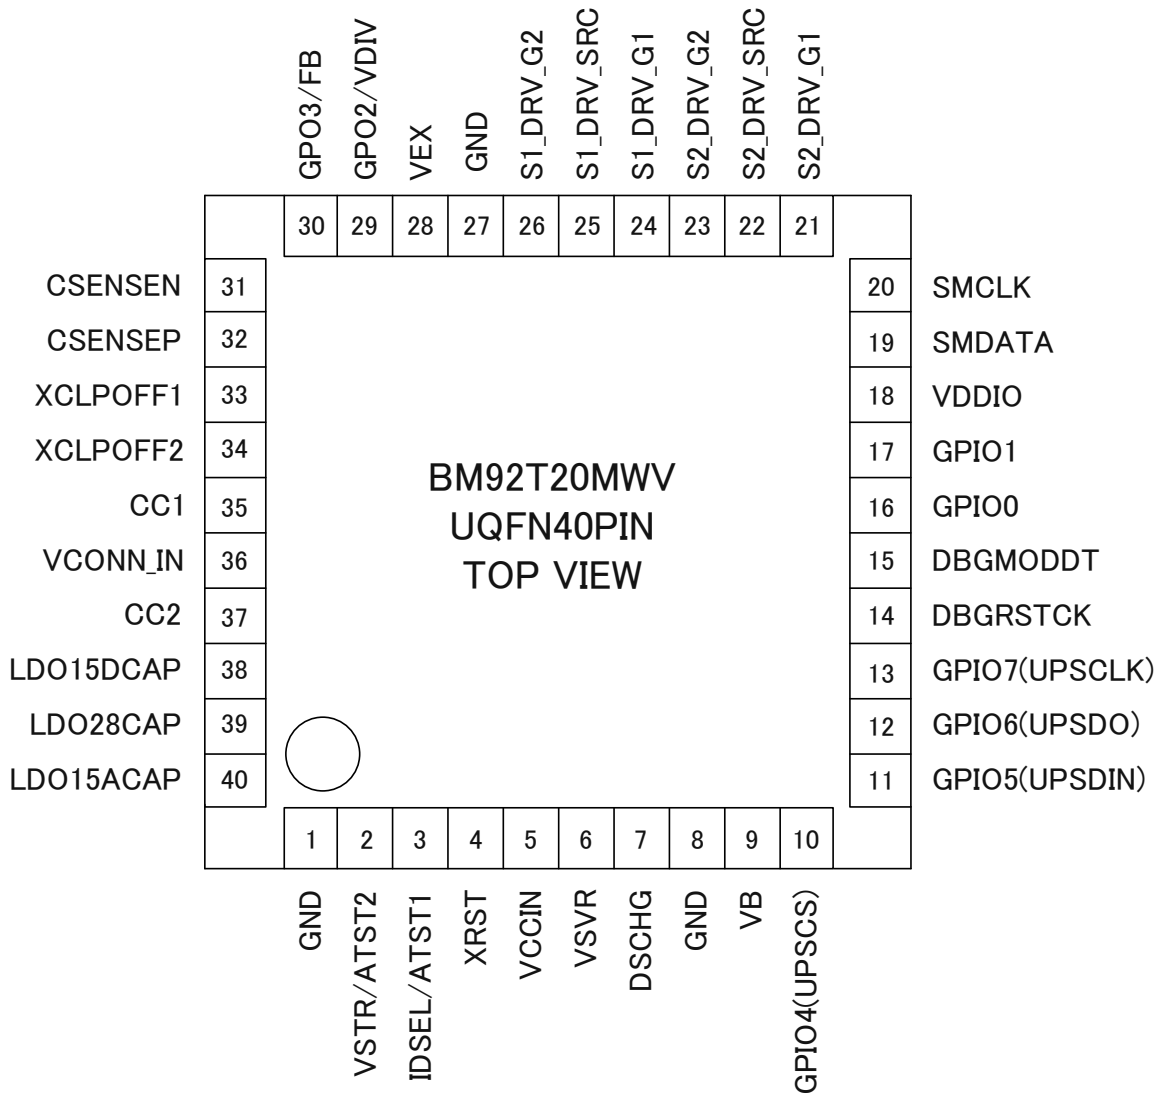 GPO3/FB
GPO2/VDIV
VEX
GND
S1_DRV_G2
S1_DRV_SRC
S1_DRV_G1
S2_DRV_G2
S2_DRV_SRC
S2_DRV_G1
30 29 28 27 26 25 24 23 22 21
CSENSEN 31
CSENSEP 32
XCLPOFF1 33
XCLPOFF2 34
CC1 35
VCONN_IN 36
CC2 37
LDO15DCAP 38
LDO28CAP 39
LDO15ACAP 40
BM92T20MWV
UQFN40PIN
TOP VIEW
20 SMCLK
19 SMDATA
18 VDDIO
17 GPIO1
16 GPIO0
15 DBGMODDT
14 DBGRSTCK
13 GPIO7(UPSCLK)
12 GPIO6(UPSDO)
11 GPIO5(UPSDIN)
1 2 3 4 5 6 7 8 9 10
GND
VSTR/ATST2
IDSEL/ATST1
XRST
VCCIN
VSVR
DSCHG
GND
VB
GPIO4(UPSCS)